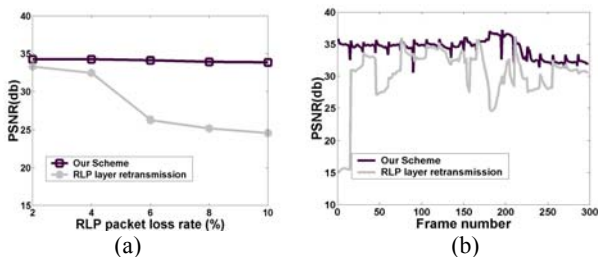 40
35
30
25
20
15
PSNR(db)
Our Scheme
RLP layer retransmission
2 4 6 8 10
RLP packet loss rate (%)
(a)
40
35
30
25
20
15
10
PSNR(db)
Our Scheme
RLP layer retransmission
0 50 100 150 200 250 300
Frame number
(b)